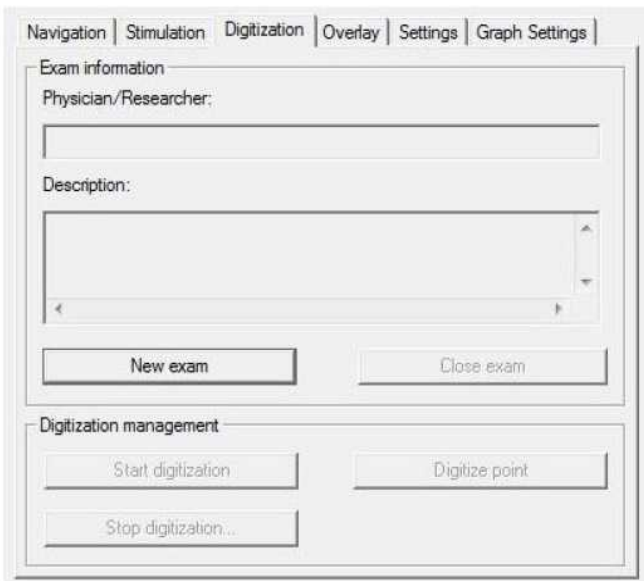 Navigation Stimulation Digitization Overlay Settings Graph Settings
Exam information
Physician/Researcher:
Description:
New exam Close exam
Digitization management
Start digitization Digitize point
Stop digitization...